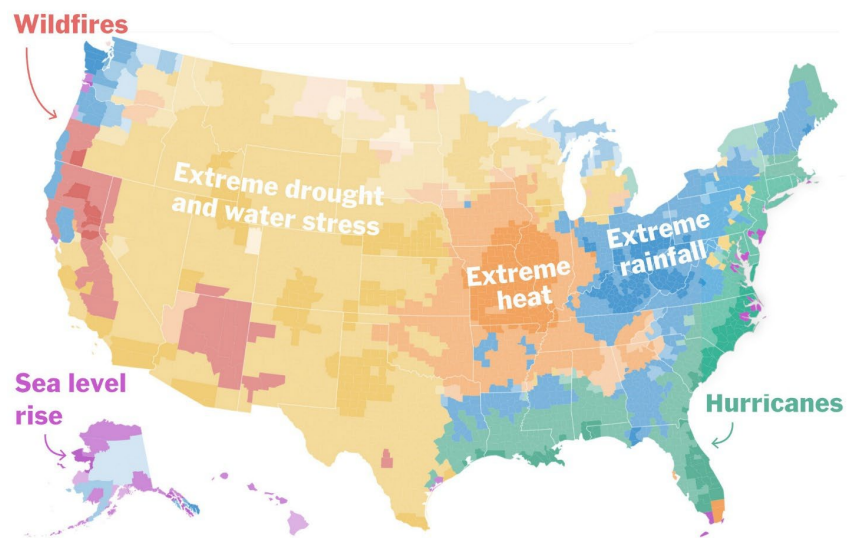 Wildfires
Extreme drought
and water stress
Extreme
rainfall
Extreme
heat
Sea level
rise
Hurricanes